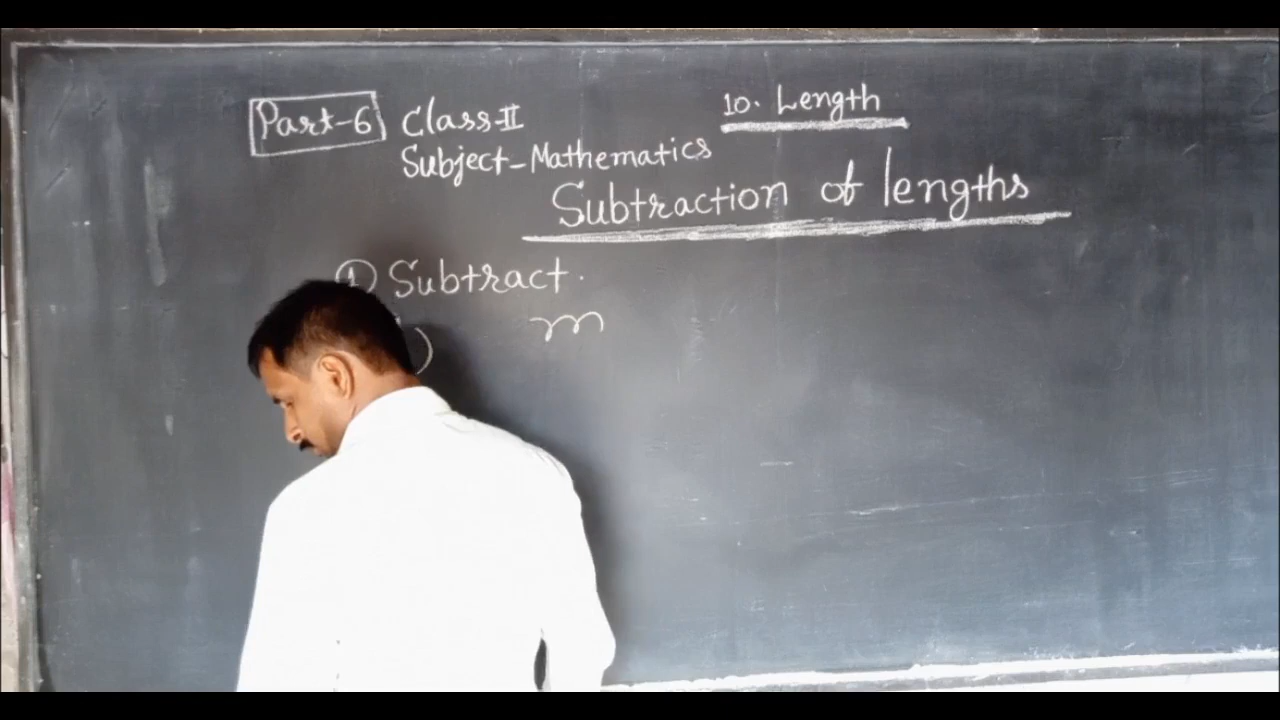 Part-6 Class-II 10. Length
Subject-Mathematics
Subtraction of lengths
① Subtract.
) m